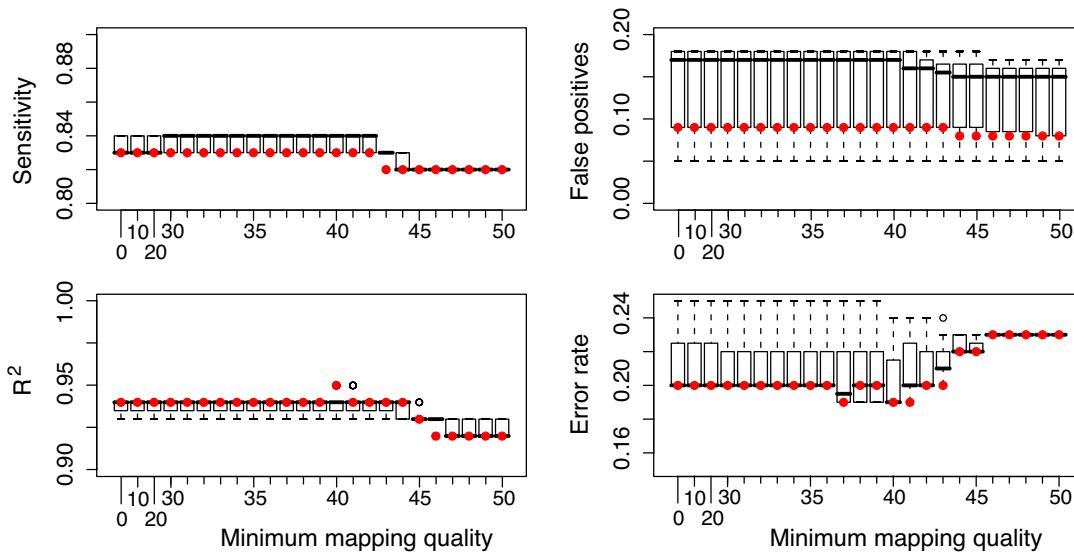 Sensitivity
0.80 0.84 0.88
0 10 20 30 35 40 45 50
False positives
0.00 0.10 0.20
0 10 20 30 35 40 45 50
R²
0.90 0.95 1.00
0 10 20 30 35 40 45 50
Minimum mapping quality
Error rate
0.16 0.20 0.24
0 10 20 30 35 40 45 50
Minimum mapping quality